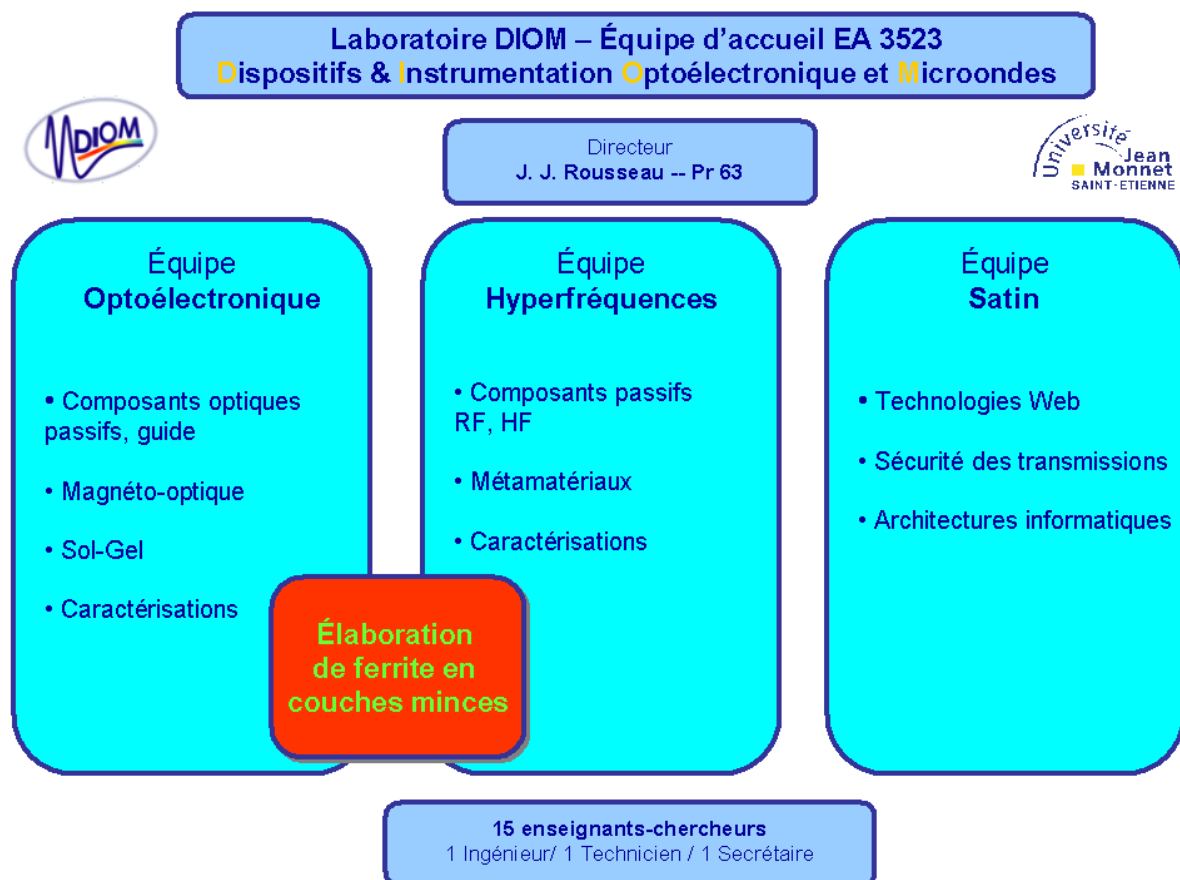 Laboratoire DIOM – Équipe d'accueil EA 3523
Dispositifs & Instrumentation Optoélectronique et Microondes
DIOM
Directeur
J. J. Rousseau -- Pr 63
Université
Jean
Monnet
SAINT-ETIENNE
Équipe
Optoélectronique
• Composants optiques
passifs, guide
• Magnéto-optique
• Sol-Gel
• Caractérisations
Équipe
Hyperfréquences
• Composants passifs
RF, HF
• Métamatériaux
• Caractérisations
Équipe
Satin
• Technologies Web
• Sécurité des transmissions
• Architectures informatiques
Élaboration
de ferrite en
couches minces
15 enseignants-chercheurs
1 Ingénieur/ 1 Technicien / 1 Secrétaire